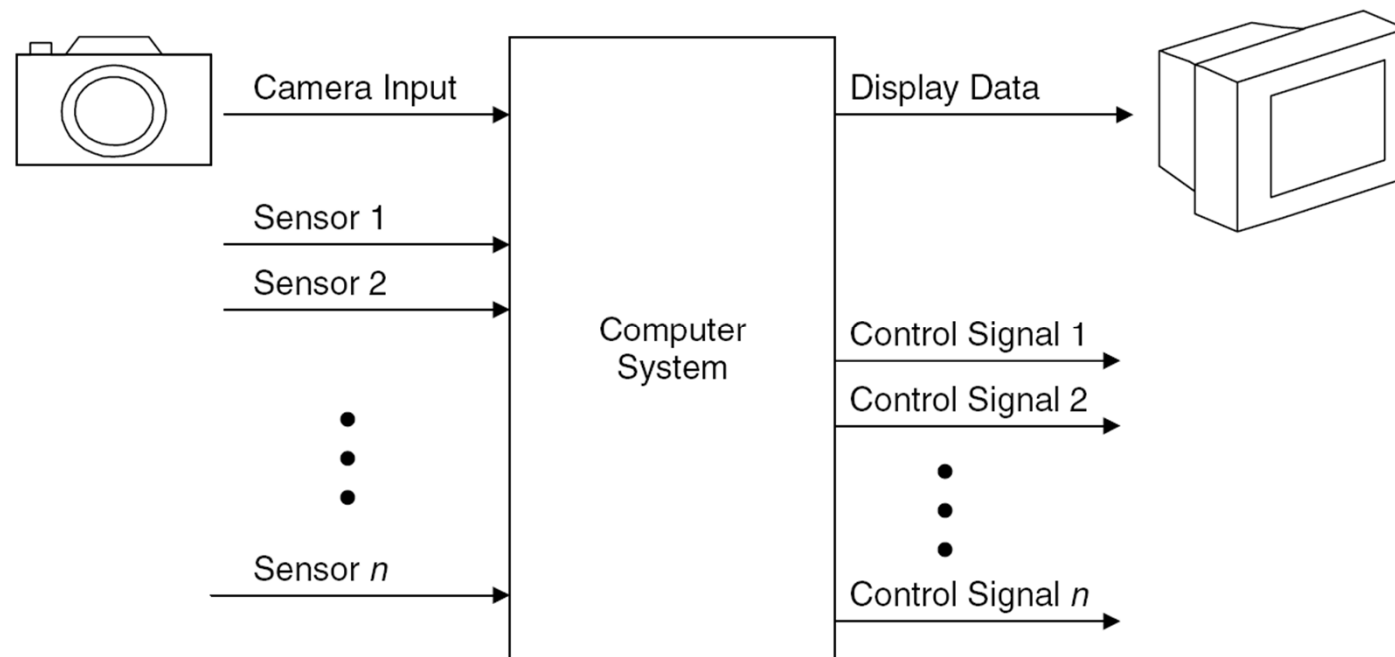 Camera Input
Display Data
Sensor 1
Sensor 2
Computer
System
Control Signal 1
Control Signal 2
Sensor n
Control Signal n